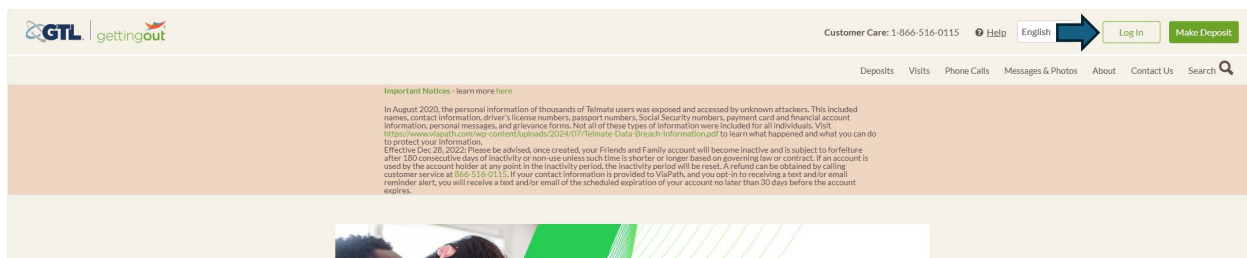 GTL gettingout
Customer Care: 1-866-516-0115 Help English Log In Make Deposit
Deposits Visits Phone Calls Messages & Photos About Contact Us Search
Important Notices - learn more here
In August 2020, the personal information of thousands of Telmate users was exposed and accessed by unknown attackers. This included
names, contact information, driver's license numbers, passport numbers, Social Security numbers, payment card and financial account
information, personal messages, and grievance forms. Not all of these types of information were included for all individuals. Visit
https://www.viapath.com/wp-content/uploads/2024/07/Telmate-Data-Breach-Information.pdf to learn what happened and what you can do
to protect your information.
Effective Dec 28, 2022: Please be advised, once created, your Friends and Family account will become inactive and is subject to forfeiture
after 180 consecutive days of inactivity or non-use unless such time is shorter or longer based on governing law or contract. If an account is
used by the account holder at any point in the inactivity period, the inactivity period will be reset. A refund can be obtained by calling
customer service at 866-516-0115. If your contact information is provided to ViaPath, and you opt-in to receiving a text and/or email
reminder alert, you will receive a text and/or email of the scheduled expiration of your account no later than 30 days before the account
expires.